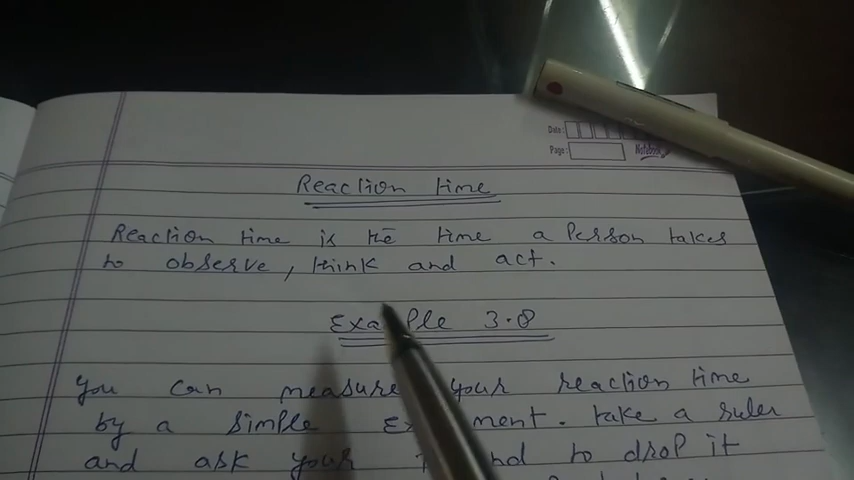 Date:
Page:
Notebook
Reaction time
Reaction time is the time a Person takes
to observe, think and act.
Example 3.8
you can measure your reaction time
by a simple take a ruler
and ask your to drop it